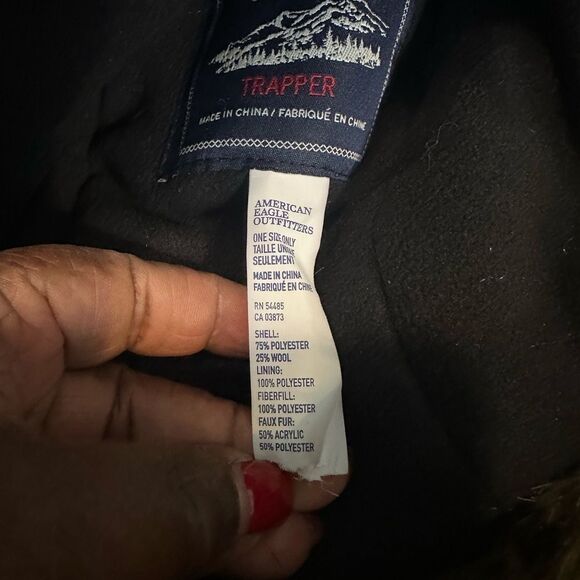 TRAPPER
MADE IN CHINA / FABRIQUÉ EN CHINE
AMERICAN
EAGLE
OUTFITTERS
ONE SIZE ONLY
TAILLE UNIQUE
SEULEMENT
MADE IN CHINA
FABRIQUÉ EN CHINE
RN 54485
CA 03873
SHELL:
75% POLYESTER
25% WOOL
LINING:
100% POLYESTER
FIBERFILL:
100% POLYESTER
FAUX FUR:
50% ACRYLIC
50% POLYESTER